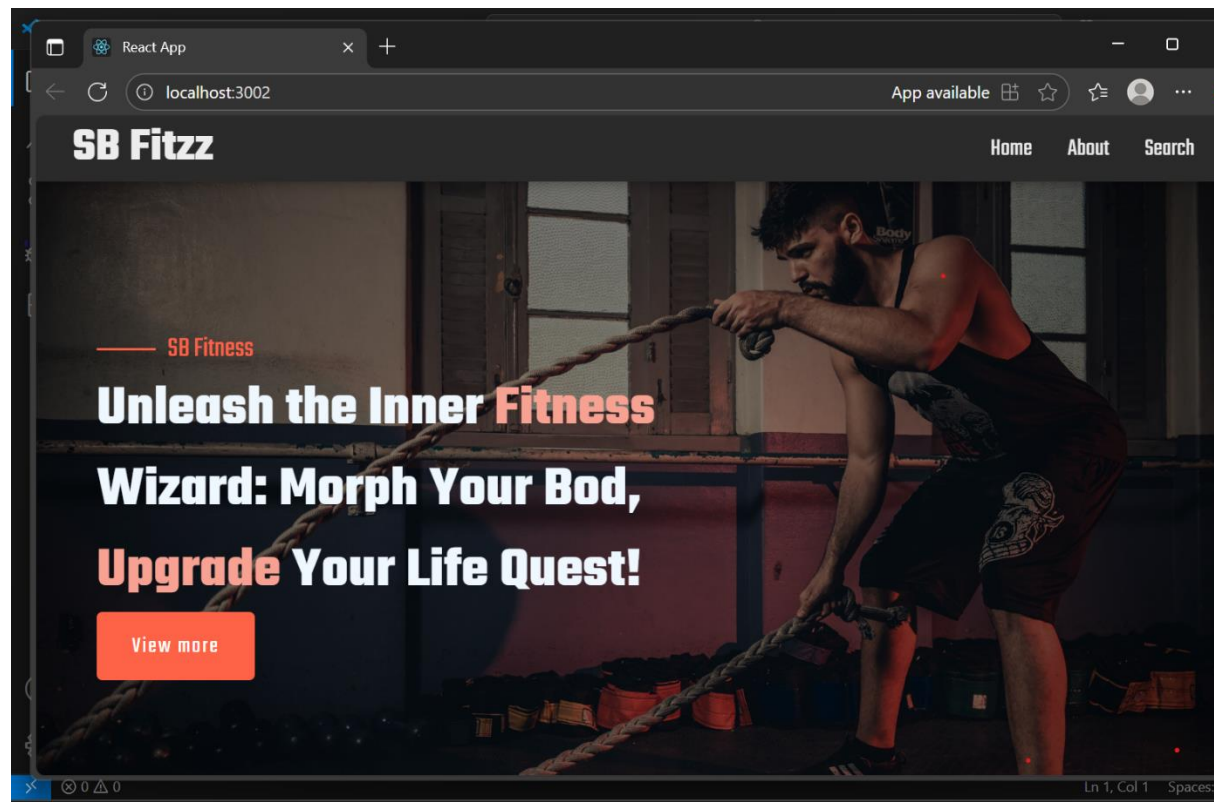 React App
localhost:3002
App available
SB Fitzz
Home About Search
Body
SB Fitness
Unleash the Inner Fitness
Wizard: Morph Your Bod,
Upgrade Your Life Quest!
View more
0 0
Ln 1, Col 1 Spaces: